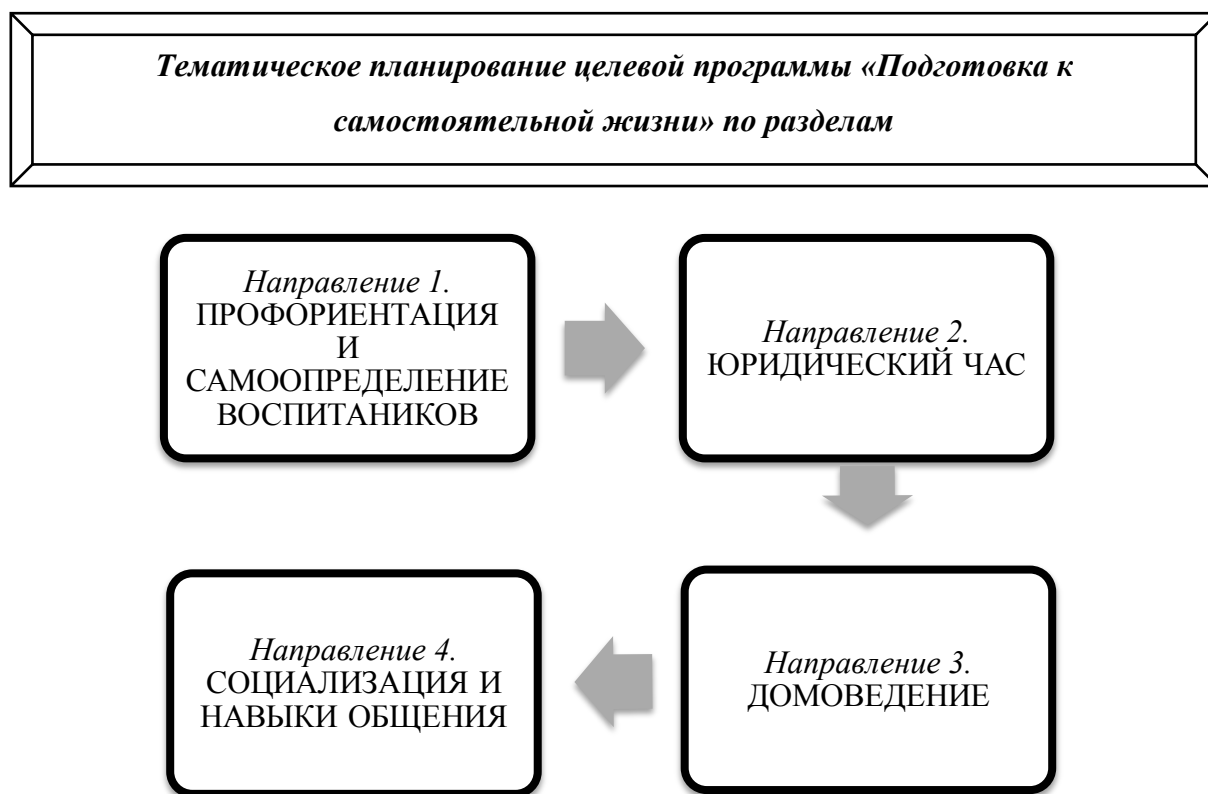 Тематическое планирование целевой программы «Подготовка к
самостоятельной жизни» по разделам
Направление 1.
ПРОФОРИЕНТАЦИЯ
И
САМООПРЕДЕЛЕНИЕ
ВОСПИТАНИКОВ
Направление 2.
ЮРИДИЧЕСКИЙ ЧАС
Направление 3.
ДОМОВЕДЕНИЕ
Направление 4.
СОЦИАЛИЗАЦИЯ И
НАВЫКИ ОБЩЕНИЯ